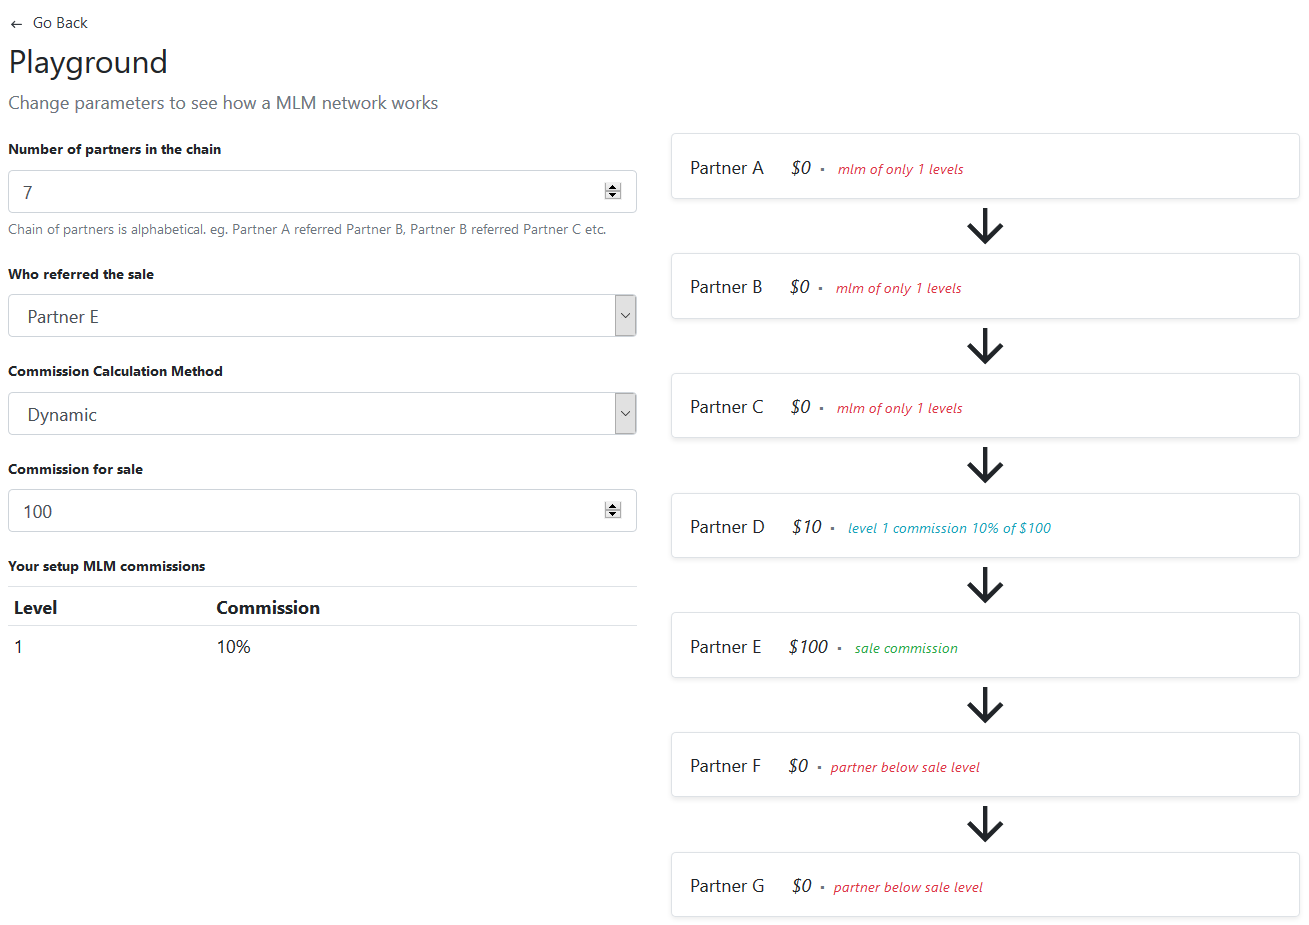 ← Go Back
Playground
Change parameters to see how a MLM network works
Number of partners in the chain
7
Chain of partners is alphabetical. eg. Partner A referred Partner B, Partner B referred Partner C etc.
Who referred the sale
Partner E
Commission Calculation Method
Dynamic
Commission for sale
100
Your setup MLM commissions
Level Commission
1 10%
Partner A $0 • mlm of only 1 levels
Partner B $0 • mlm of only 1 levels
Partner C $0 • mlm of only 1 levels
Partner D $10 • level 1 commission 10% of $100
Partner E $100 • sale commission
Partner F $0 • partner below sale level
Partner G $0 • partner below sale level